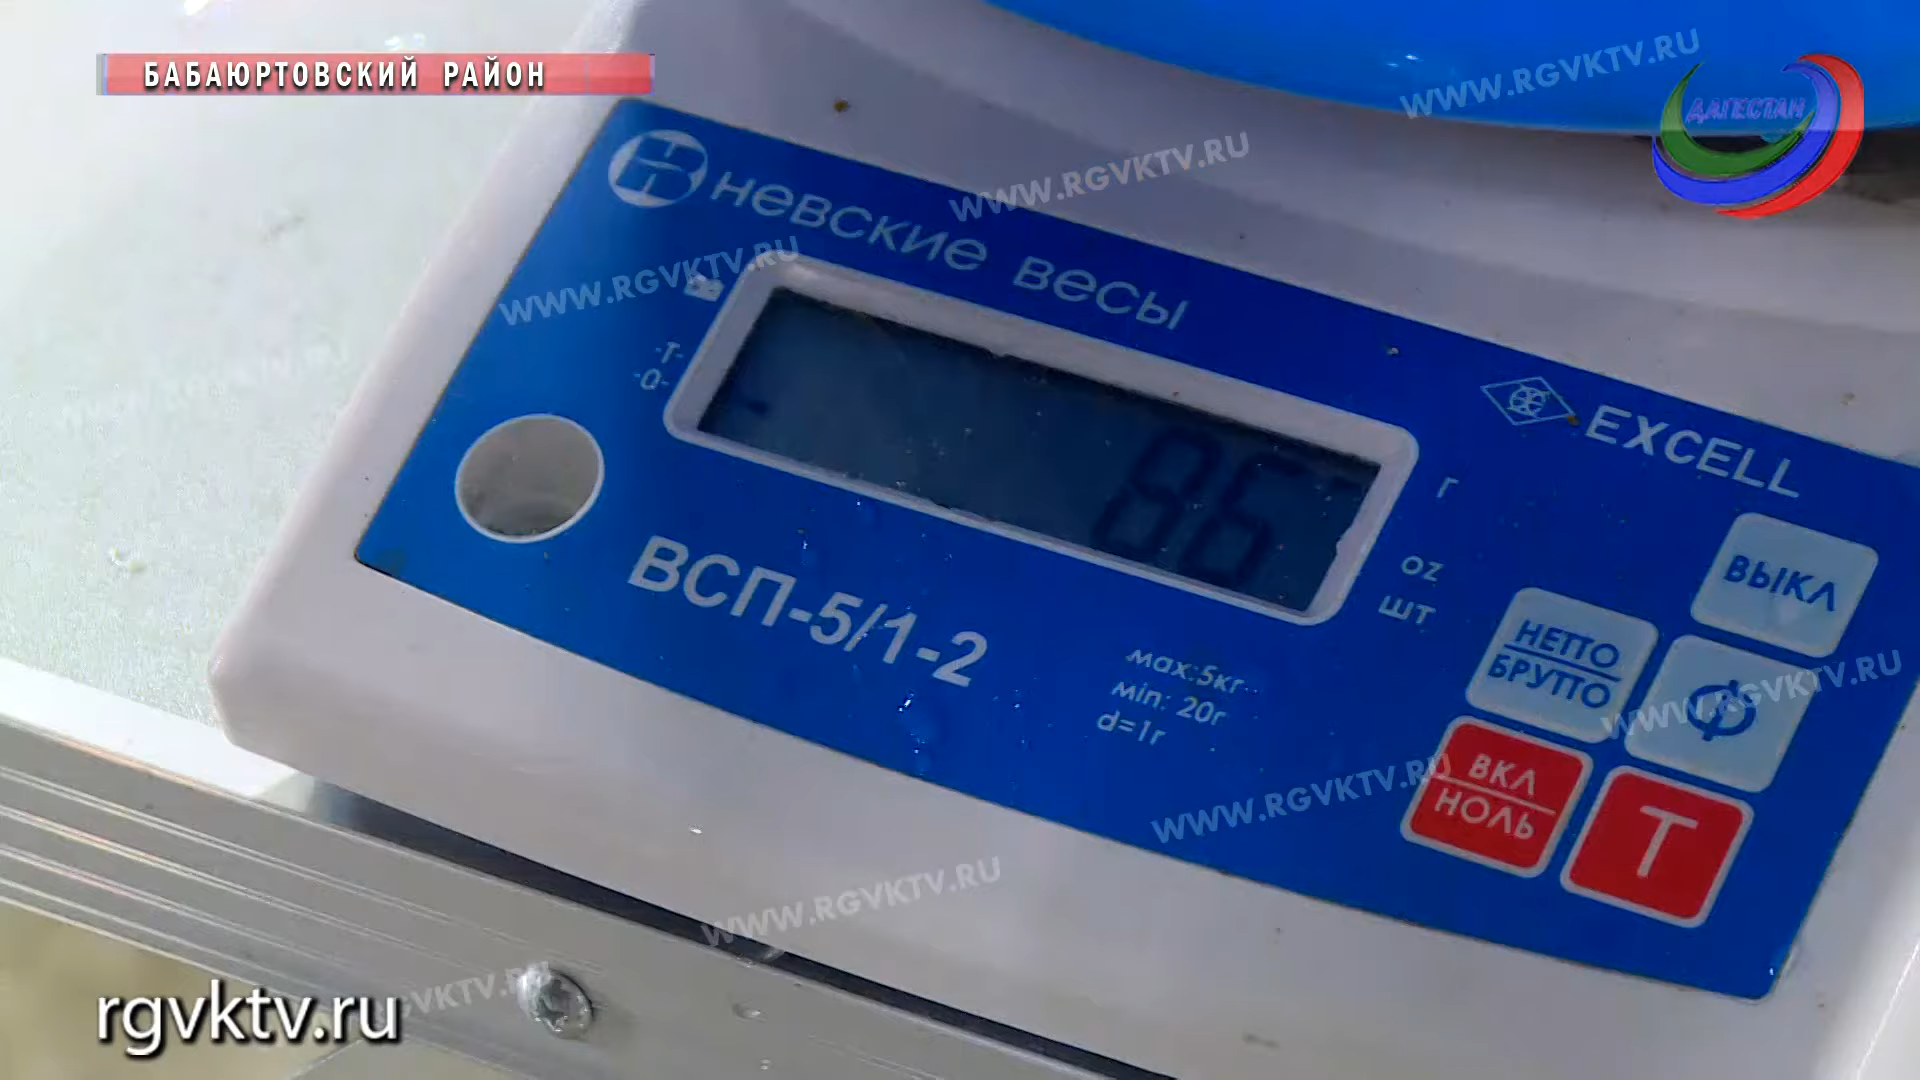 БАБАЮРТОВСКИЙ РАЙОН
WWW.RGVKTV.RU
ДАГЕСТАН
WWW.RGVKTV.RU
НЕВСКИЕ ВЕСЫ
WWW.RGVKTV.RU
-T-
-0-
EXCELL
86
г
oz
шт
ВЫКЛ
ВСП-5/1-2
НЕТТО
БРУТТО
max:5кг
min: 20г
d=1г
WWW.RGVKTV.RU
ВКЛ
НОЛЬ
T
WWW.RGVKTV.RU
WWW.RGVKTV.RU
rgvktv.ru